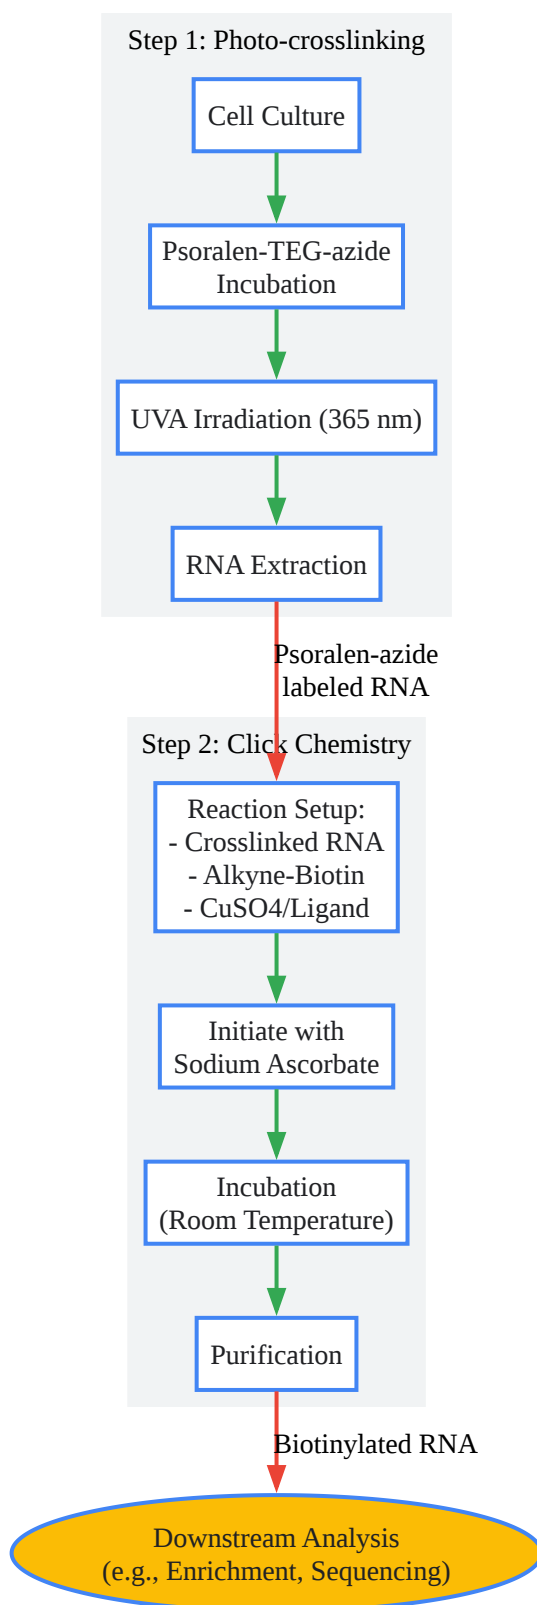 Step 1: Photo-crosslinking
Cell Culture
Psoralen-TEG-azide
Incubation
UVA Irradiation (365 nm)
RNA Extraction
Psoralen-azide
labeled RNA
Step 2: Click Chemistry
Reaction Setup:
- Crosslinked RNA
- Alkyne-Biotin
- CuSO4/Ligand
Initiate with
Sodium Ascorbate
Incubation
(Room Temperature)
Purification
Biotinylated RNA
Downstream Analysis
(e.g., Enrichment, Sequencing)